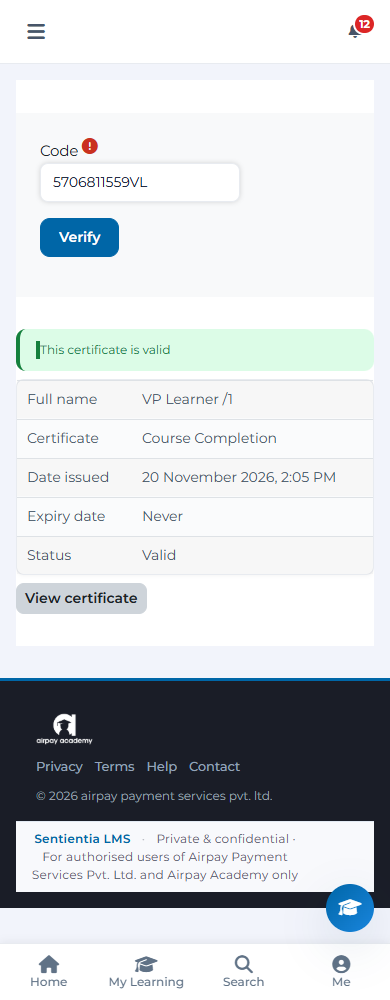 12
Code
5706811559VL
Verify
This certificate is valid
Full name VP Learner /1
Certificate Course Completion
Date issued 20 November 2026, 2:05 PM
Expiry date Never
Status Valid
View certificate
airpay academy
Privacy Terms Help Contact
© 2026 airpay payment services pvt. ltd.
Sentientia LMS · Private & confidential ·
For authorised users of Airpay Payment
Services Pvt. Ltd. and Airpay Academy only
Home My Learning Search Me